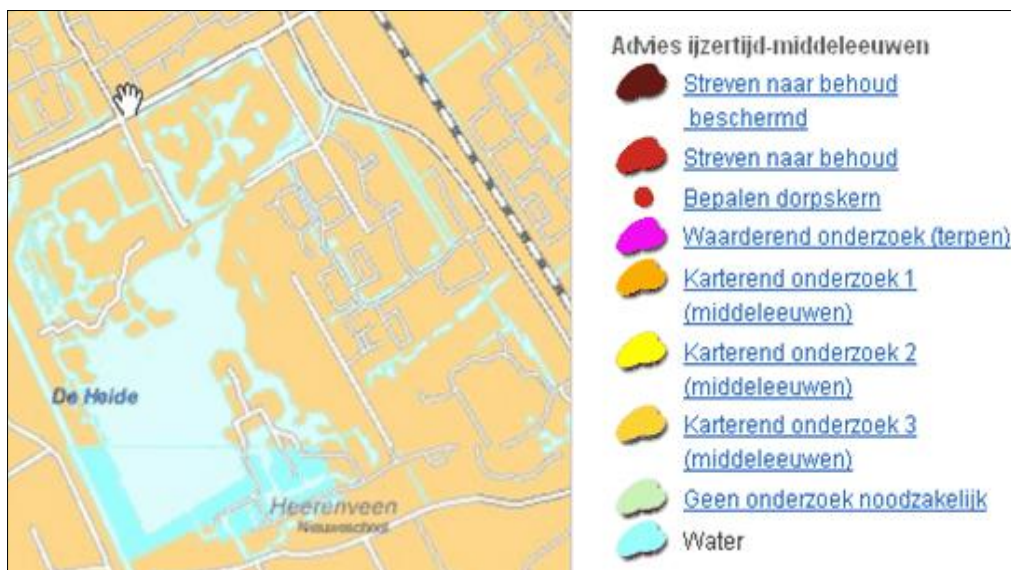 De Heide
Heerenveen
Nieuweschoot
Advies ijzertijd-middeleeuwen
Streven naar behoud
beschermd
Streven naar behoud
Bepalen dorpskern
Waarderend onderzoek (terpen)
Karterend onderzoek 1
(middeleeuwen)
Karterend onderzoek 2
(middeleeuwen)
Karterend onderzoek 3
(middeleeuwen)
Geen onderzoek noodzakelijk
Water